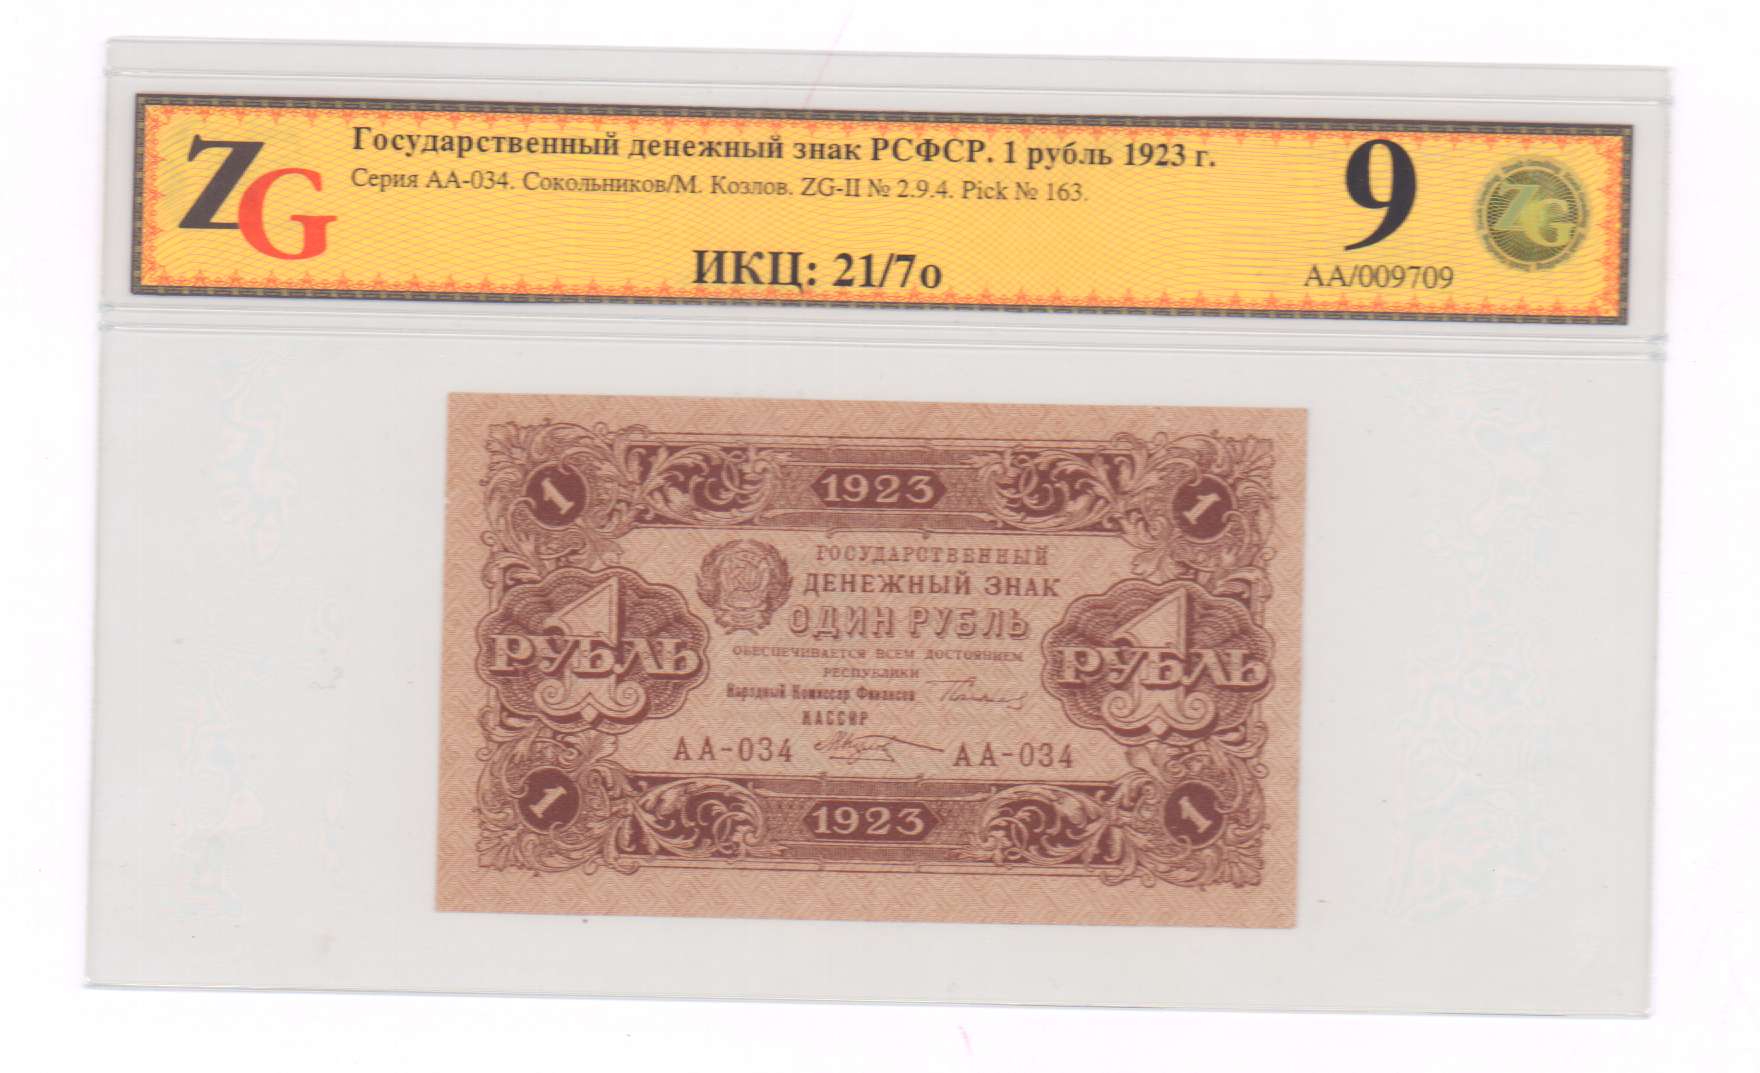 ZG
Государственный денежный знак РСФСР. 1 рубль 1923 г.
Серия АА-034. Сокольников/М. Козлов. ZG-II № 2.9.4. Pick № 163.
ИКЦ: 21/7о
9
АА/009709
ZG
1 1923 1
ГОСУДАРСТВЕННЫЙ
ДЕНЕЖНЫЙ ЗНАК
ОДИН РУБЛЬ
ОБЕСПЕЧИВАЕТСЯ ВСЕМ ДОСТОЯНИЕМ
РЕСПУБЛИКИ
1 РУБЛЬ
1 РУБЛЬ
Народный Комиссар Финансов
КАССИР
АА-034 АА-034
1 1923 1